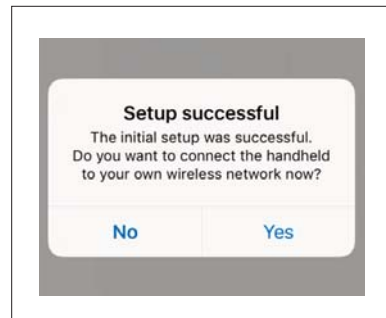 Setup successful
The initial setup was successful.
Do you want to connect the handheld
to your own wireless network now?
No Yes